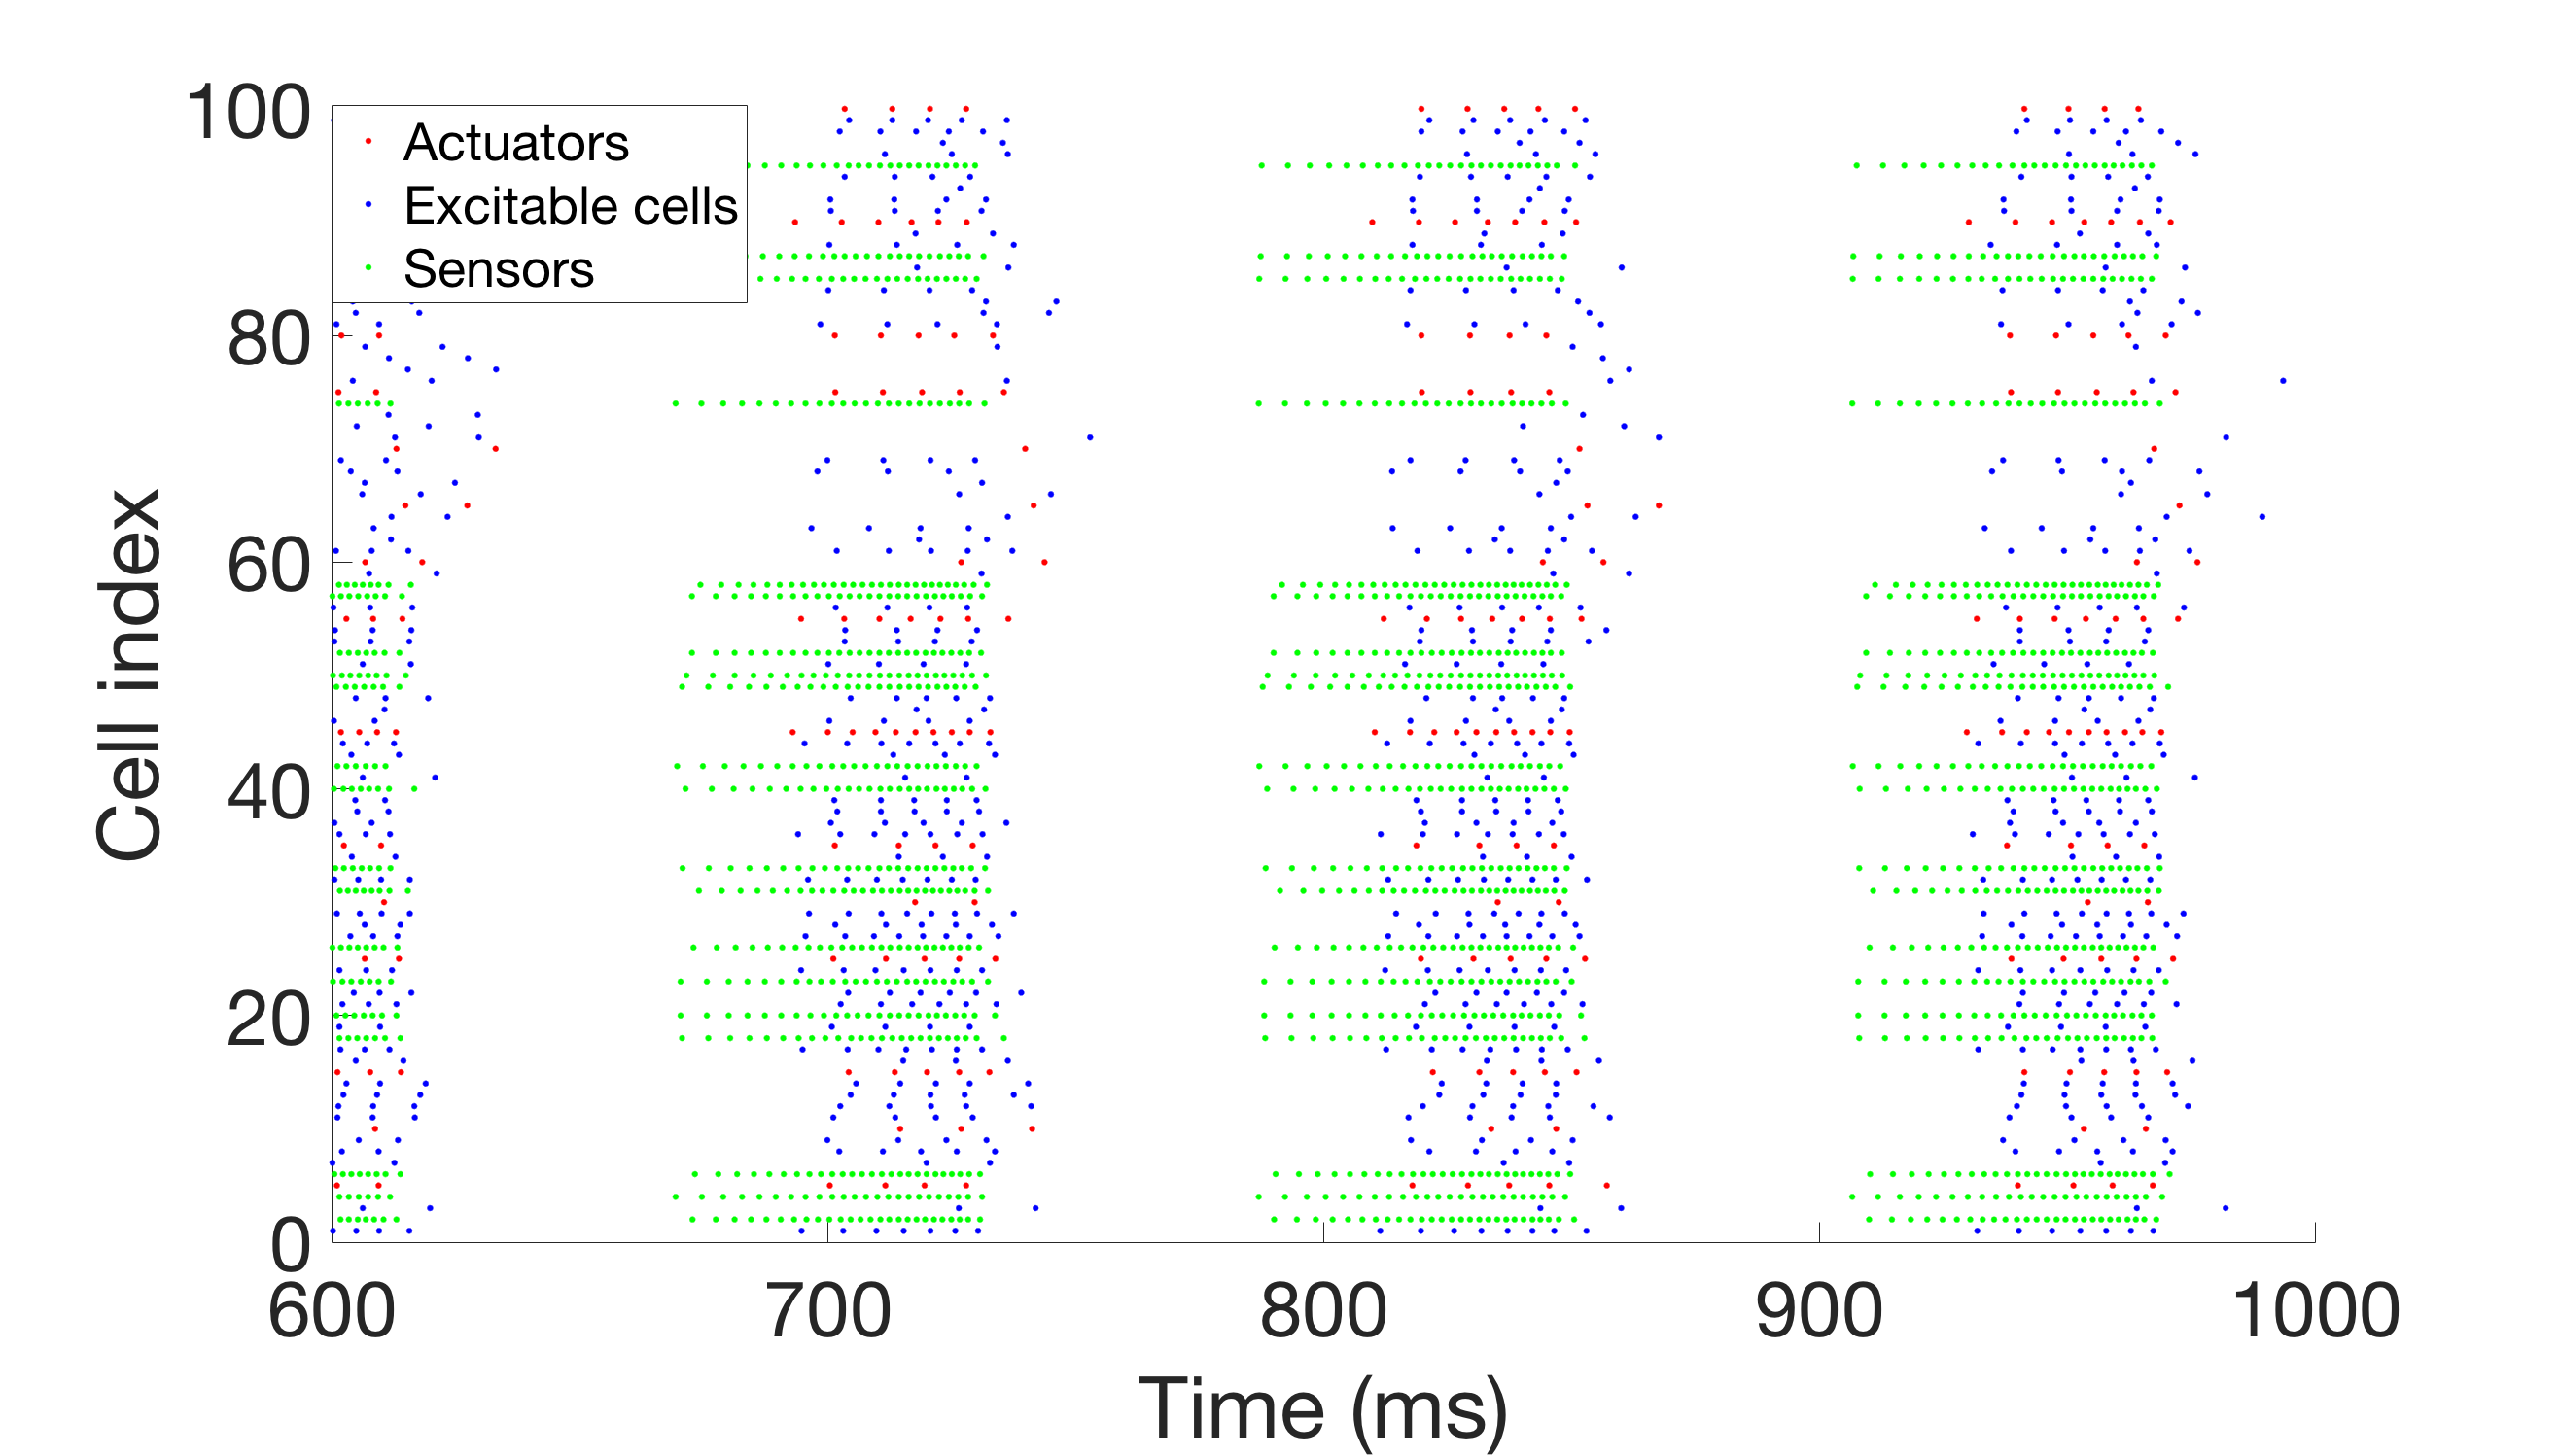 100
80
60
40
20
0
Cell index
Actuators
Excitable cells
Sensors
600 700 800 900 1000
Time (ms)